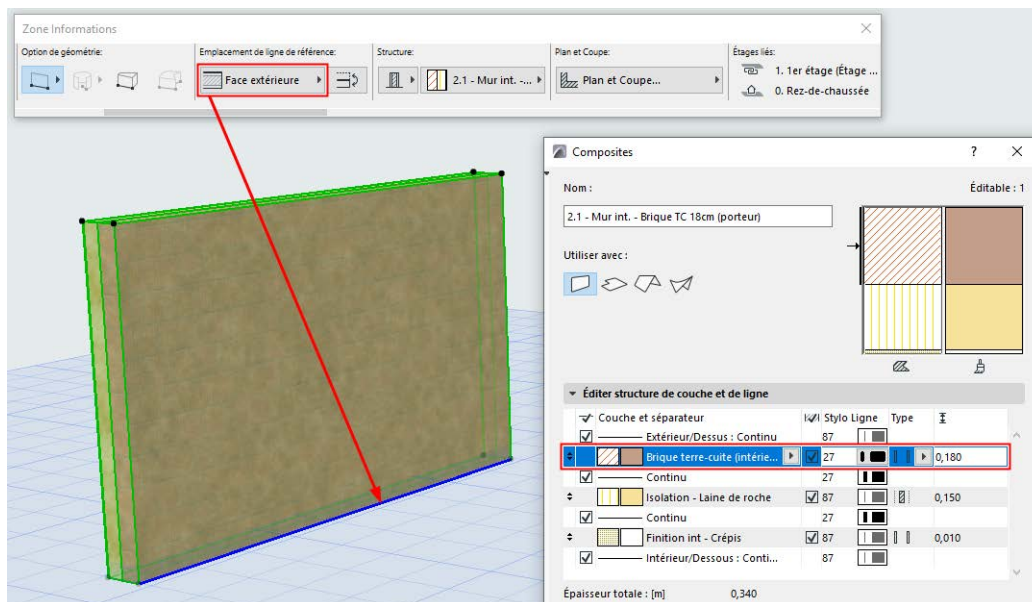 Zone Informations
Option de géométrie:
Emplacement de ligne de référence:
Structure:
Plan et Coupe:
Étages liés:
Face extérieure
2.1 - Mur int. -...
Plan et Coupe...
1. 1er étage (Étage ...
0. Rez-de-chaussée
Composites
?
Nom :
Éditable : 1
2.1 - Mur int. - Brique TC 18cm (porteur)
Utiliser avec :
Éditer structure de couche et de ligne
Couche et séparateur Stylo Ligne Type
Extérieur/Dessus : Continu 87
Brique terre-cuite (intérie... 27 0,180
Continu 27
Isolation - Laine de roche 87 0,150
Continu 27
Finition int - Crépis 87 0,010
Intérieur/Dessous : Conti... 87
Épaisseur totale : [m] 0,340